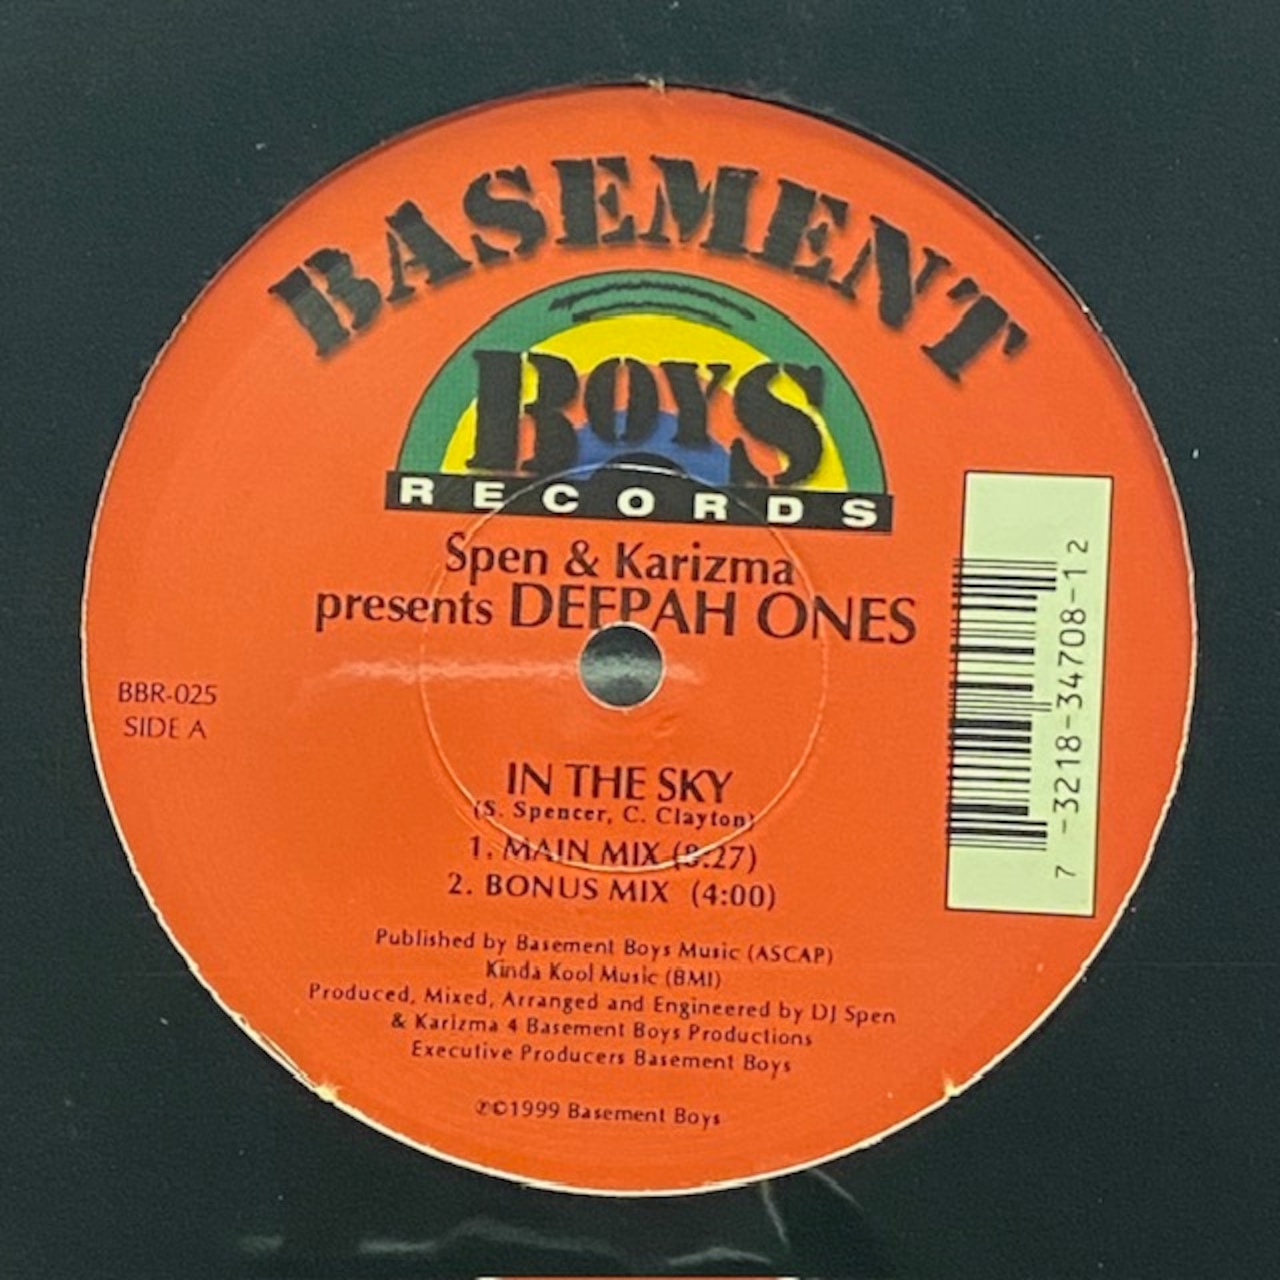 BASEMENT
BOYS
RECORDS
Spen & Karizma
presents DEEPAH ONES
BBR-025
SIDE A
7 -3218-34708-1 2
IN THE SKY
(S. Spencer, C. Clayton)
1. MAIN MIX (8:27)
2. BONUS MIX (4:00)
Published by Basement Boys Music (ASCAP)
Kinda Kool Music (BMI)
Produced, Mixed, Arranged and Engineered by DJ Spen
& Karizma 4 Basement Boys Productions
Executive Producers Basement Boys
℗©1999 Basement Boys